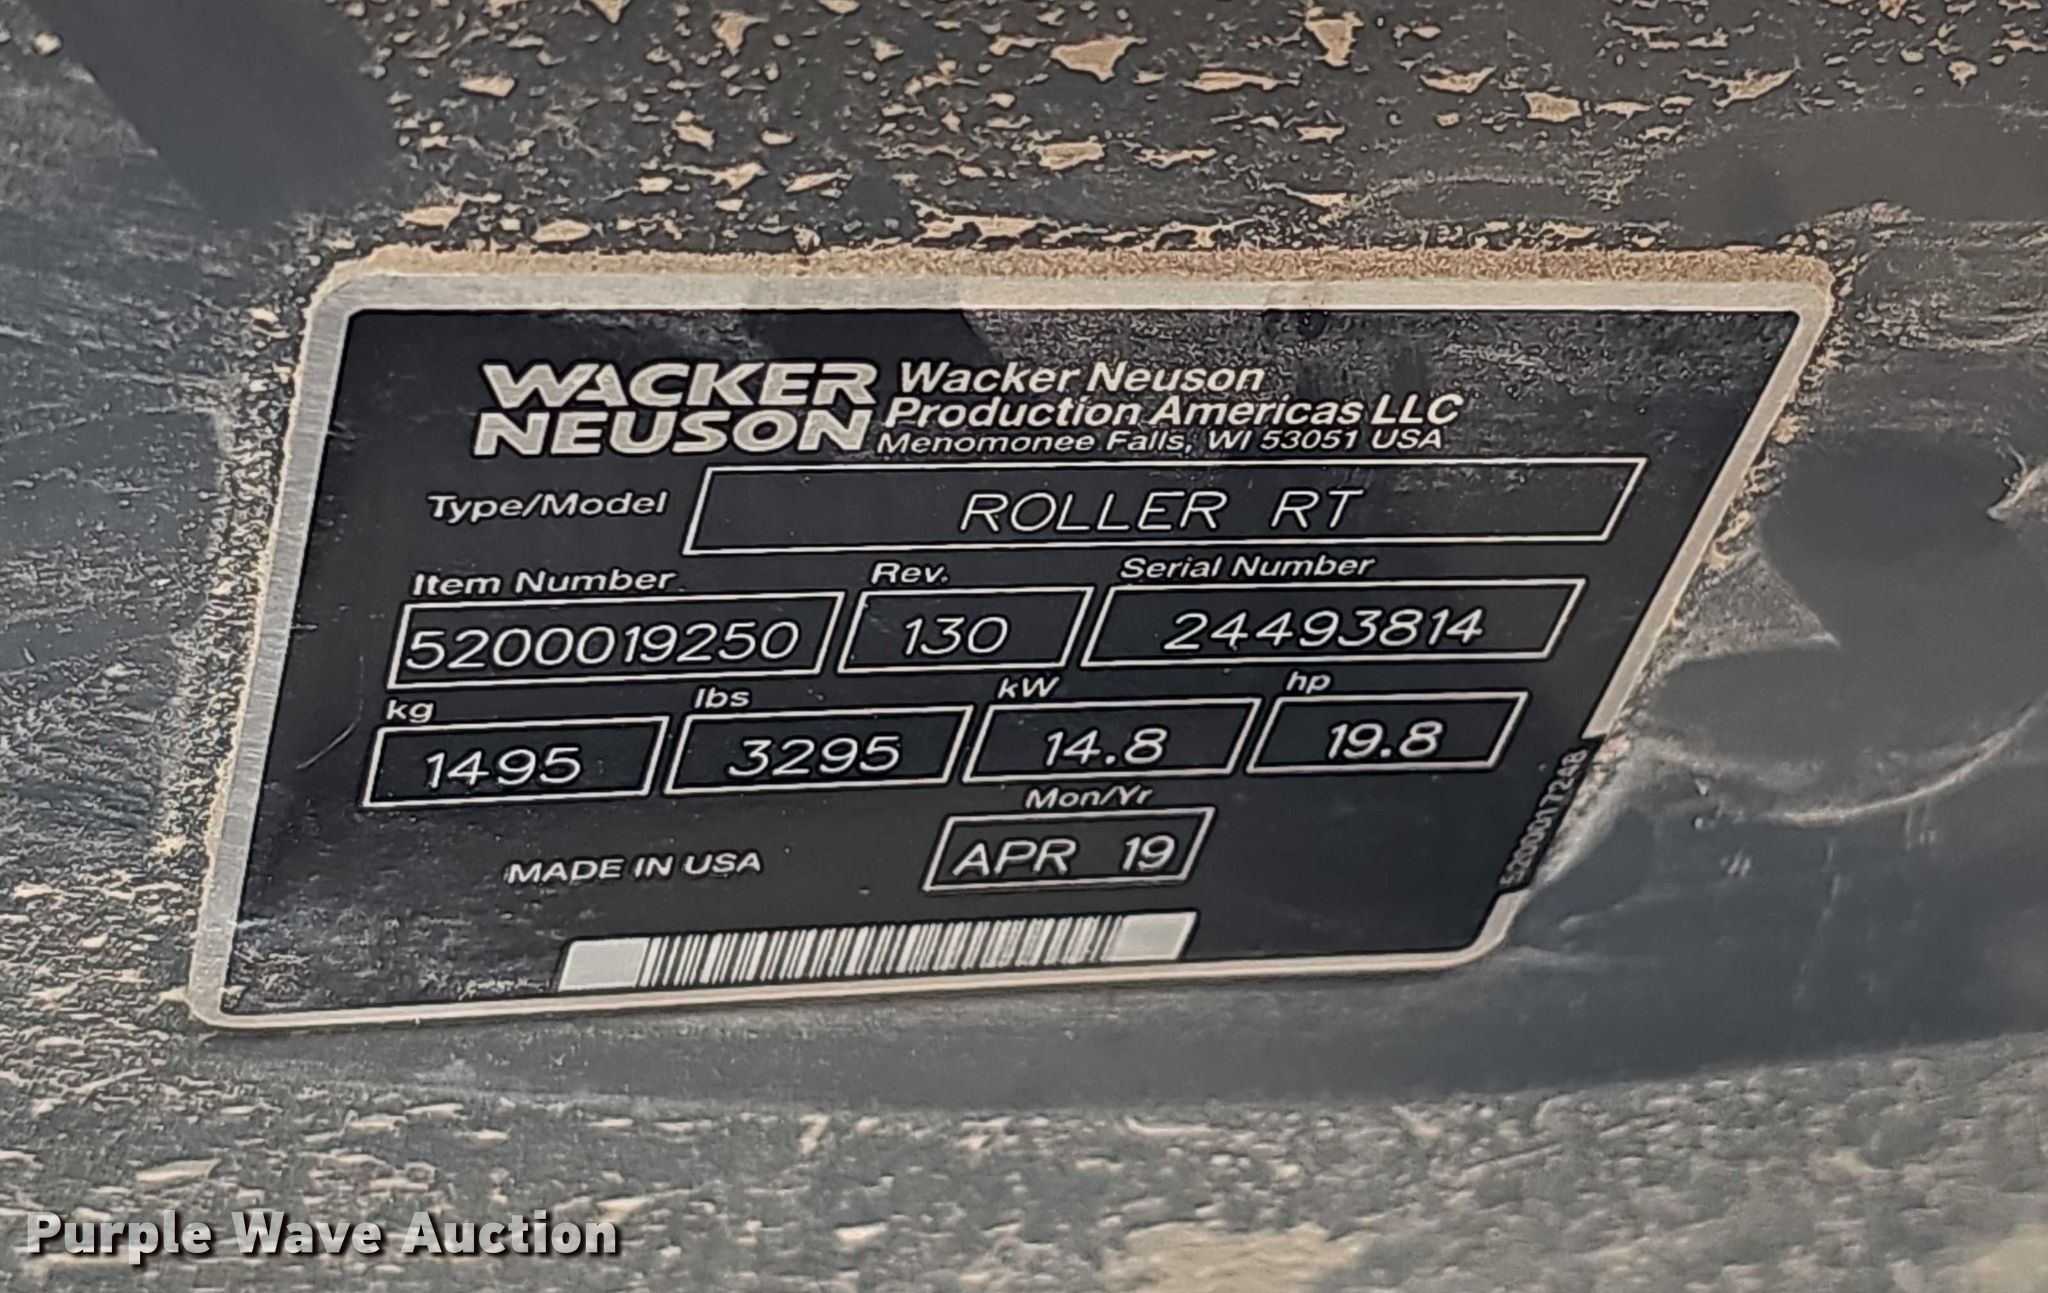 WACKER
NEUSON
Wacker Neuson
Production Americas LLC
Menomonee Falls, WI 53051 USA
Type/Model ROLLER RT
Item Number Rev. Serial Number
5200019250 130 24493814
kg lbs kW hp
1495 3295 14.8 19.8
Mon/Yr
MADE IN USA APR 19
5200017248
Purple Wave Auction